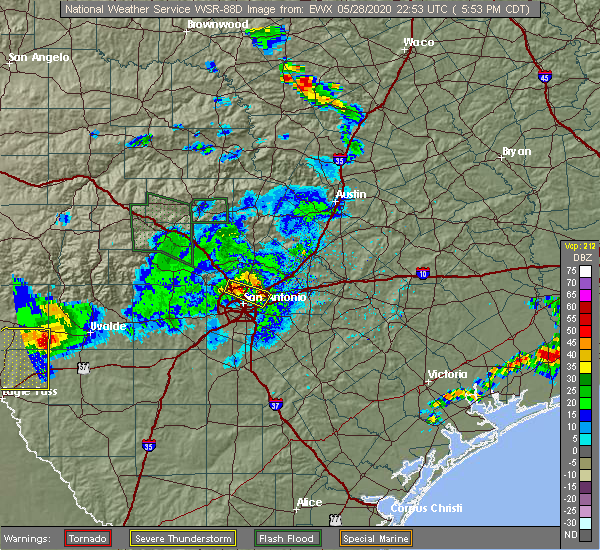 National Weather Service WSR-88D Image from: EWX 05/28/2020 22:53 UTC ( 5:53 PM CDT)
Brownwood
Waco
San Angelo
45
Bryan
35
Austin
Vcp: 212
DBZ
75
70
65
60
55
50
45
40
35
30
25
20
15
10
5
0
-5
-10
-15
-20
-25
-30
ND
10
San Antonio
Uvalde
57
Eagle Pass
Victoria
37
35
Alice
Corpus Christi
77
Warnings:
Tornado
Severe Thunderstorm
Flash Flood
Special Marine